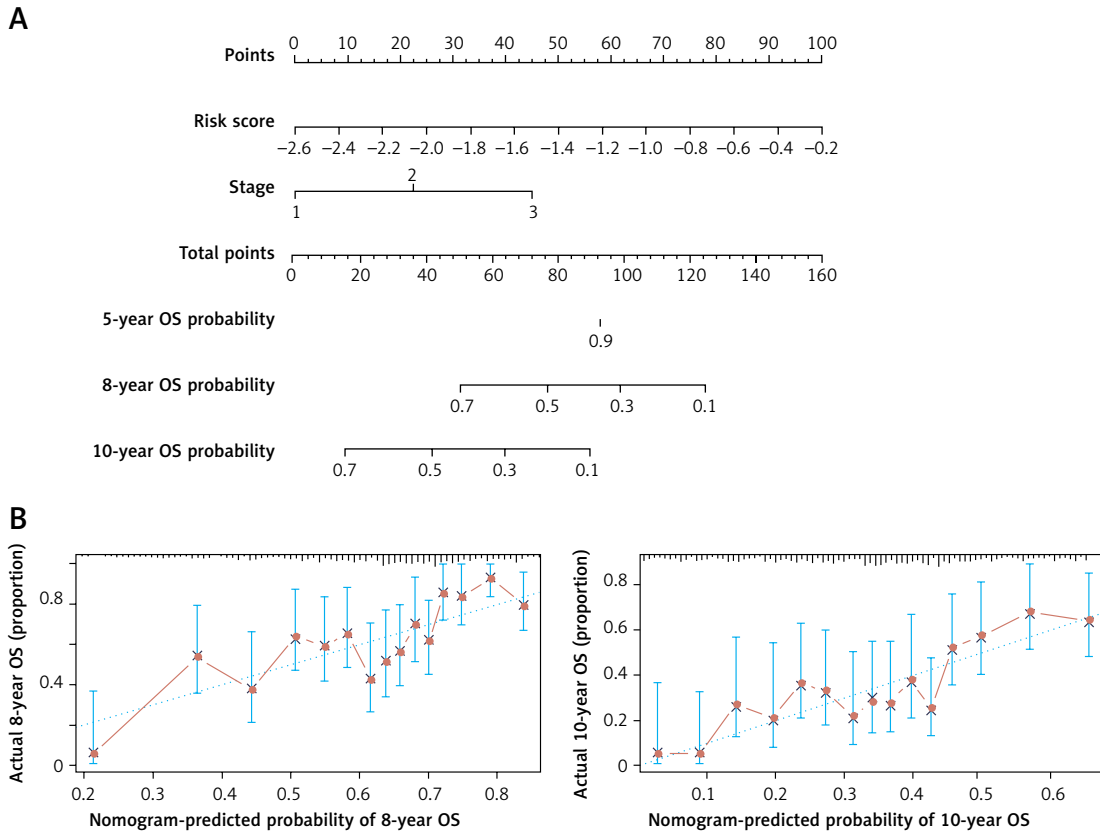 A
Points 0 10 20 30 40 50 60 70 80 90 100
Risk score
−2.6 −2.4 −2.2 −2.0 −1.8 −1.6 −1.4 −1.2 −1.0 −0.8 −0.6 −0.4 −0.2
Stage 2
1 3
Total points
0 20 40 60 80 100 120 140 160
5-year OS probability
0.9
8-year OS probability
0.7 0.5 0.3 0.1
10-year OS probability
0.7 0.5 0.3 0.1
B
Actual 8-year OS (proportion)
0.8
0.4
0
0.2 0.3 0.4 0.5 0.6 0.7 0.8
Nomogram-predicted probability of 8-year OS
Actual 10-year OS (proportion)
0.8
0.6
0.4
0.2
0
0.1 0.2 0.3 0.4 0.5 0.6
Nomogram-predicted probability of 10-year OS